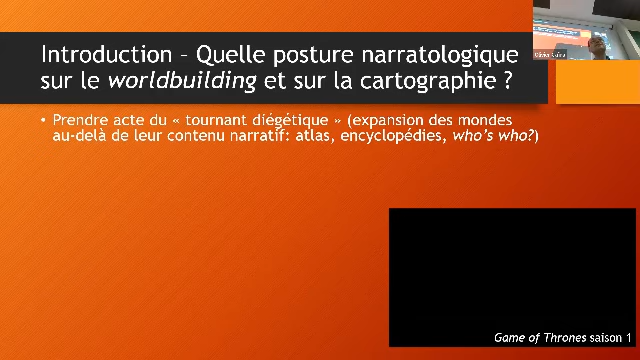 Introduction – Quelle posture narratologique
sur le worldbuilding et sur la cartographie ?
• Prendre acte du « tournant diégétique » (expansion des mondes
au-delà de leur contenu narratif: atlas, encyclopédies, who's who?)
Game of Thrones saison 1